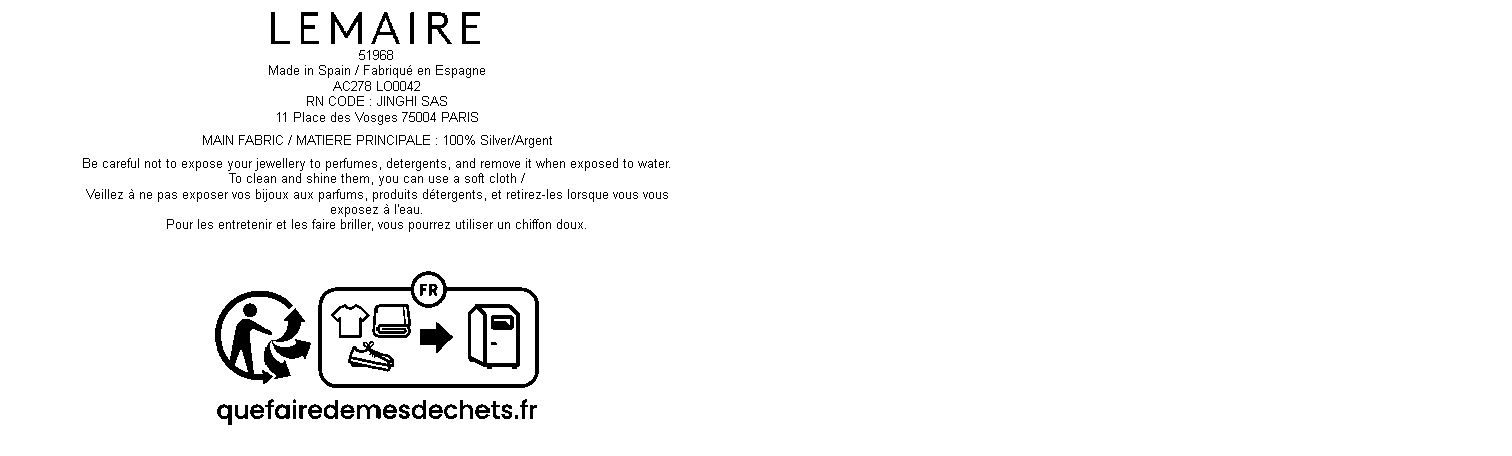 LEMAIRE
51968
Made in Spain / Fabriqué en Espagne
AC278 LO0042
RN CODE : JINGHI SAS
11 Place des Vosges 75004 PARIS
MAIN FABRIC / MATIERE PRINCIPALE : 100% Silver/Argent
Be careful not to expose your jewellery to perfumes, detergents, and remove it when exposed to water.
To clean and shine them, you can use a soft cloth /
Veillez à ne pas exposer vos bijoux aux parfums, produits détergents, et retirez-les lorsque vous vous
exposez à l'eau.
Pour les entretenir et les faire briller, vous pourrez utiliser un chiffon doux.
FR
quefairedemesdechets.fr